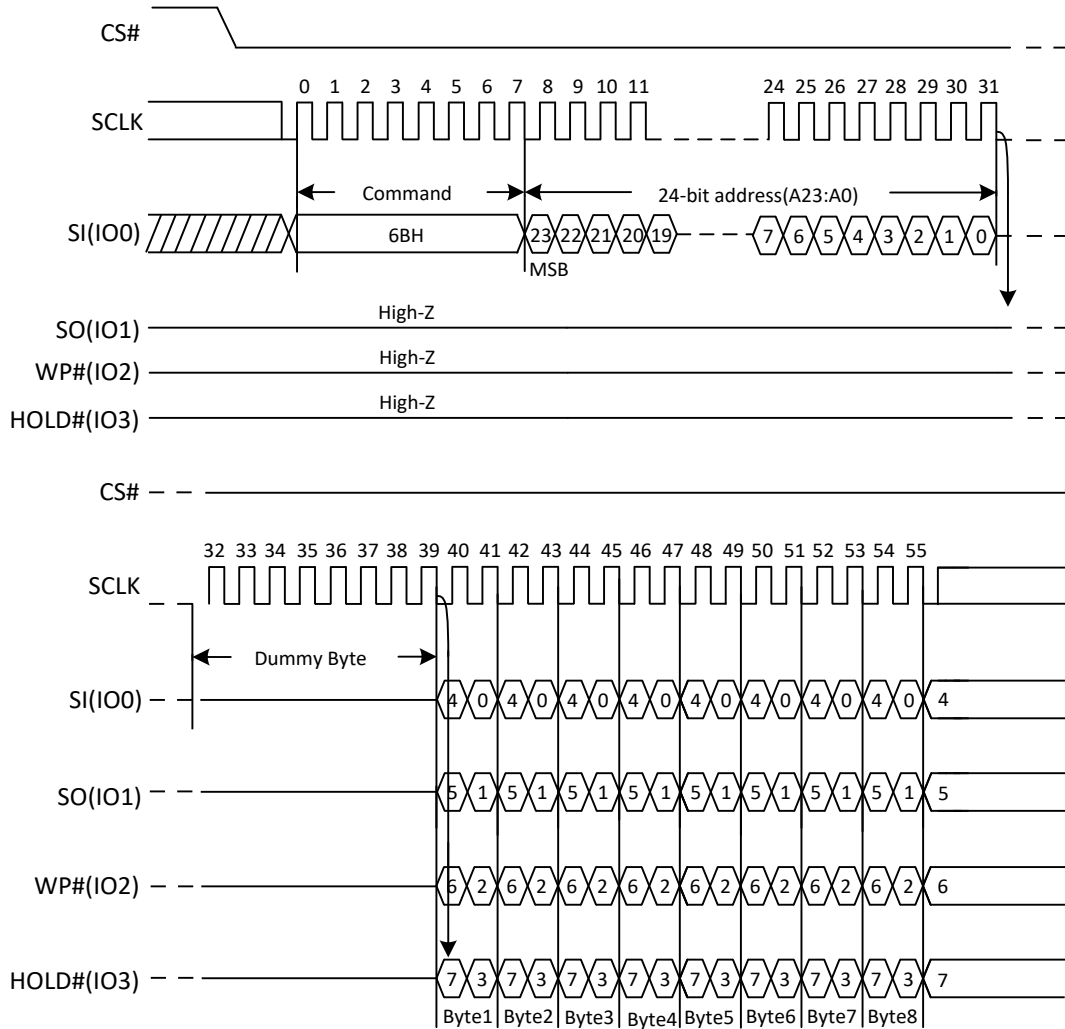 CS#
0 1 2 3 4 5 6 7 8 9 10 11 24 25 26 27 28 29 30 31
SCLK
Command 24-bit address(A23:A0)
SI(IO0) 6BH 23 22 21 20 19 7 6 5 4 3 2 1 0
MSB
High-Z
SO(IO1)
High-Z
WP#(IO2)
High-Z
HOLD#(IO3)
CS#
32 33 34 35 36 37 38 39 40 41 42 43 44 45 46 47 48 49 50 51 52 53 54 55
SCLK
Dummy Byte
SI(IO0) 4 0 4 0 4 0 4 0 4 0 4 0 4 0 4 0 4
SO(IO1) 5 1 5 1 5 1 5 1 5 1 5 1 5 1 5 1 5
WP#(IO2) 6 2 6 2 6 2 6 2 6 2 6 2 6 2 6 2 6
HOLD#(IO3) 7 3 7 3 7 3 7 3 7 3 7 3 7 3 7 3 7
Byte1 Byte2 Byte3 Byte4 Byte5 Byte6 Byte7 Byte8